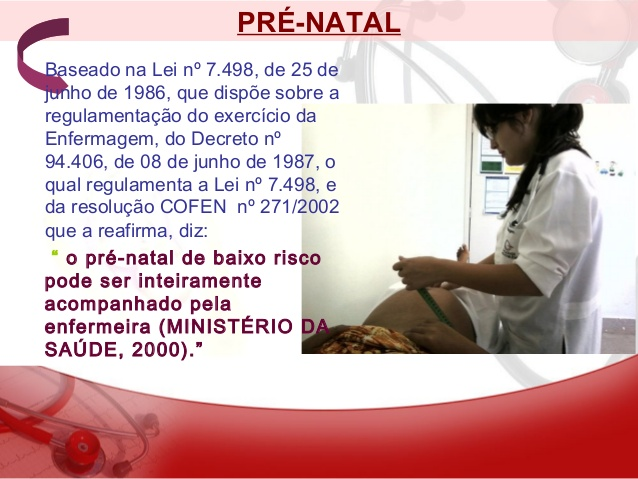 PRÉ-NATAL
Baseado na Lei nº 7.498, de 25 de
junho de 1986, que dispõe sobre a
regulamentação do exercício da
Enfermagem, do Decreto nº
94.406, de 08 de junho de 1987, o
qual regulamenta a Lei nº 7.498, e
da resolução COFEN nº 271/2002
que a reafirma, diz:
“ o pré-natal de baixo risco
pode ser inteiramente
acompanhado pela
enfermeira (MINISTÉRIO DA
SAÚDE, 2000).”